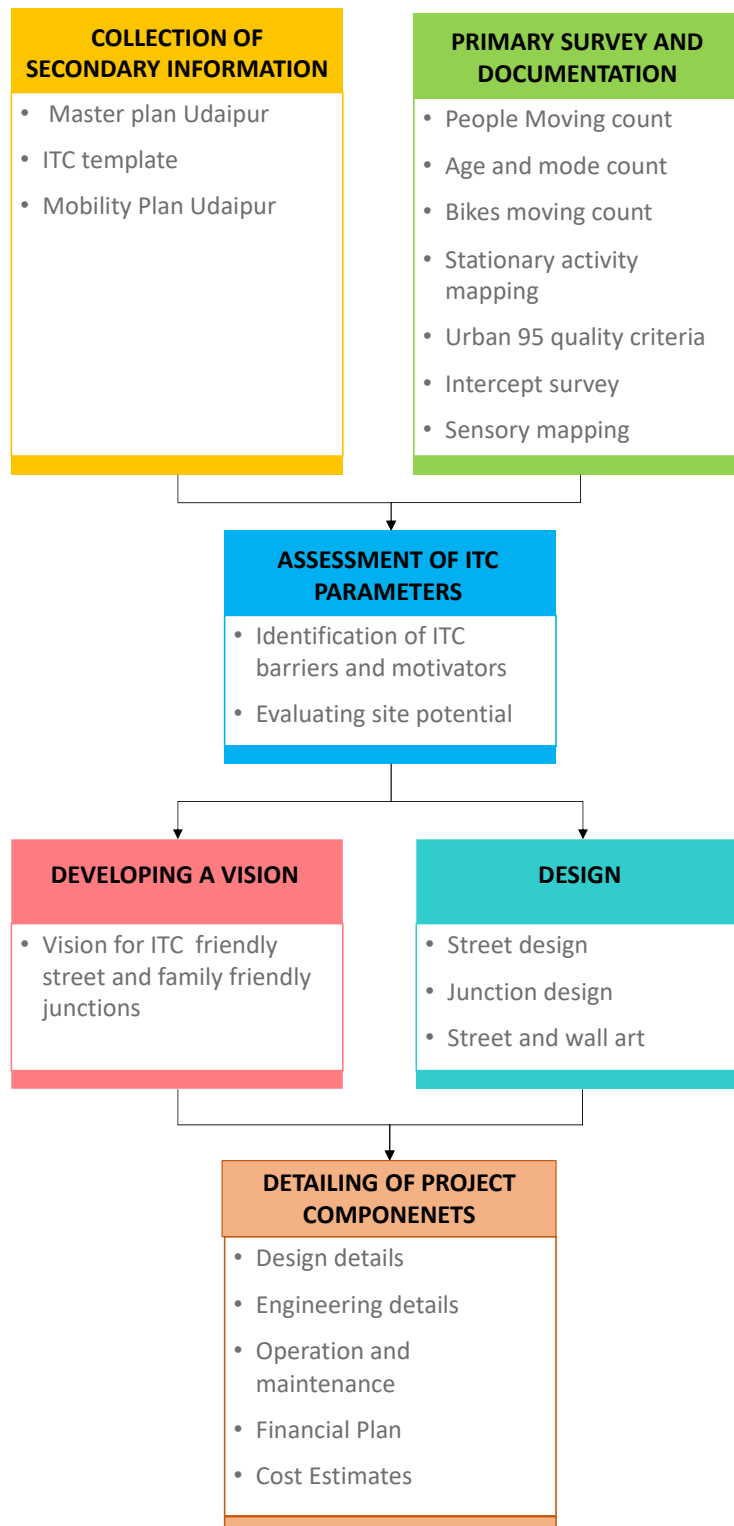 COLLECTION OF
SECONDARY INFORMATION
• Master plan Udaipur
• ITC template
• Mobility Plan Udaipur
PRIMARY SURVEY AND
DOCUMENTATION
• People Moving count
• Age and mode count
• Bikes moving count
• Stationary activity
mapping
• Urban 95 quality criteria
• Intercept survey
• Sensory mapping
ASSESSMENT OF ITC
PARAMETERS
• Identification of ITC
barriers and motivators
• Evaluating site potential
DEVELOPING A VISION
• Vision for ITC friendly
street and family friendly
junctions
DESIGN
• Street design
• Junction design
• Street and wall art
DETAILING OF PROJECT
COMPONENETS
• Design details
• Engineering details
• Operation and
maintenance
• Financial Plan
• Cost Estimates